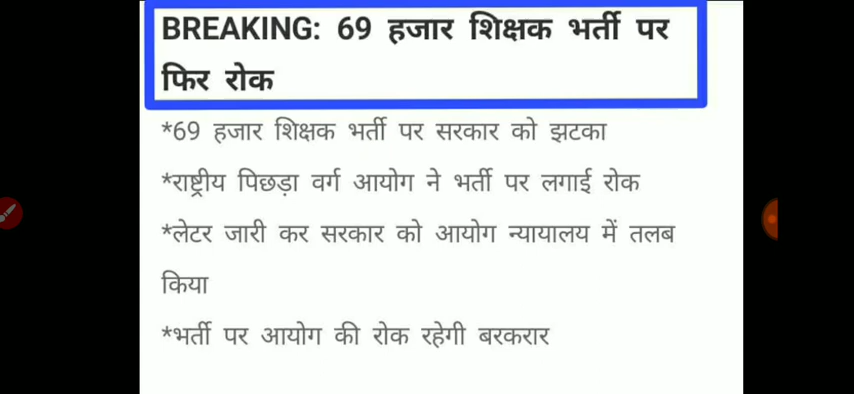 BREAKING: 69 हजार शिक्षक भर्ती पर
फिर रोक
*69 हजार शिक्षक भर्ती पर सरकार को झटका
*राष्ट्रीय पिछड़ा वर्ग आयोग ने भर्ती पर लगाई रोक
*लेटर जारी कर सरकार को आयोग न्यायालय में तलब
किया
*भर्ती पर आयोग की रोक रहेगी बरकरार